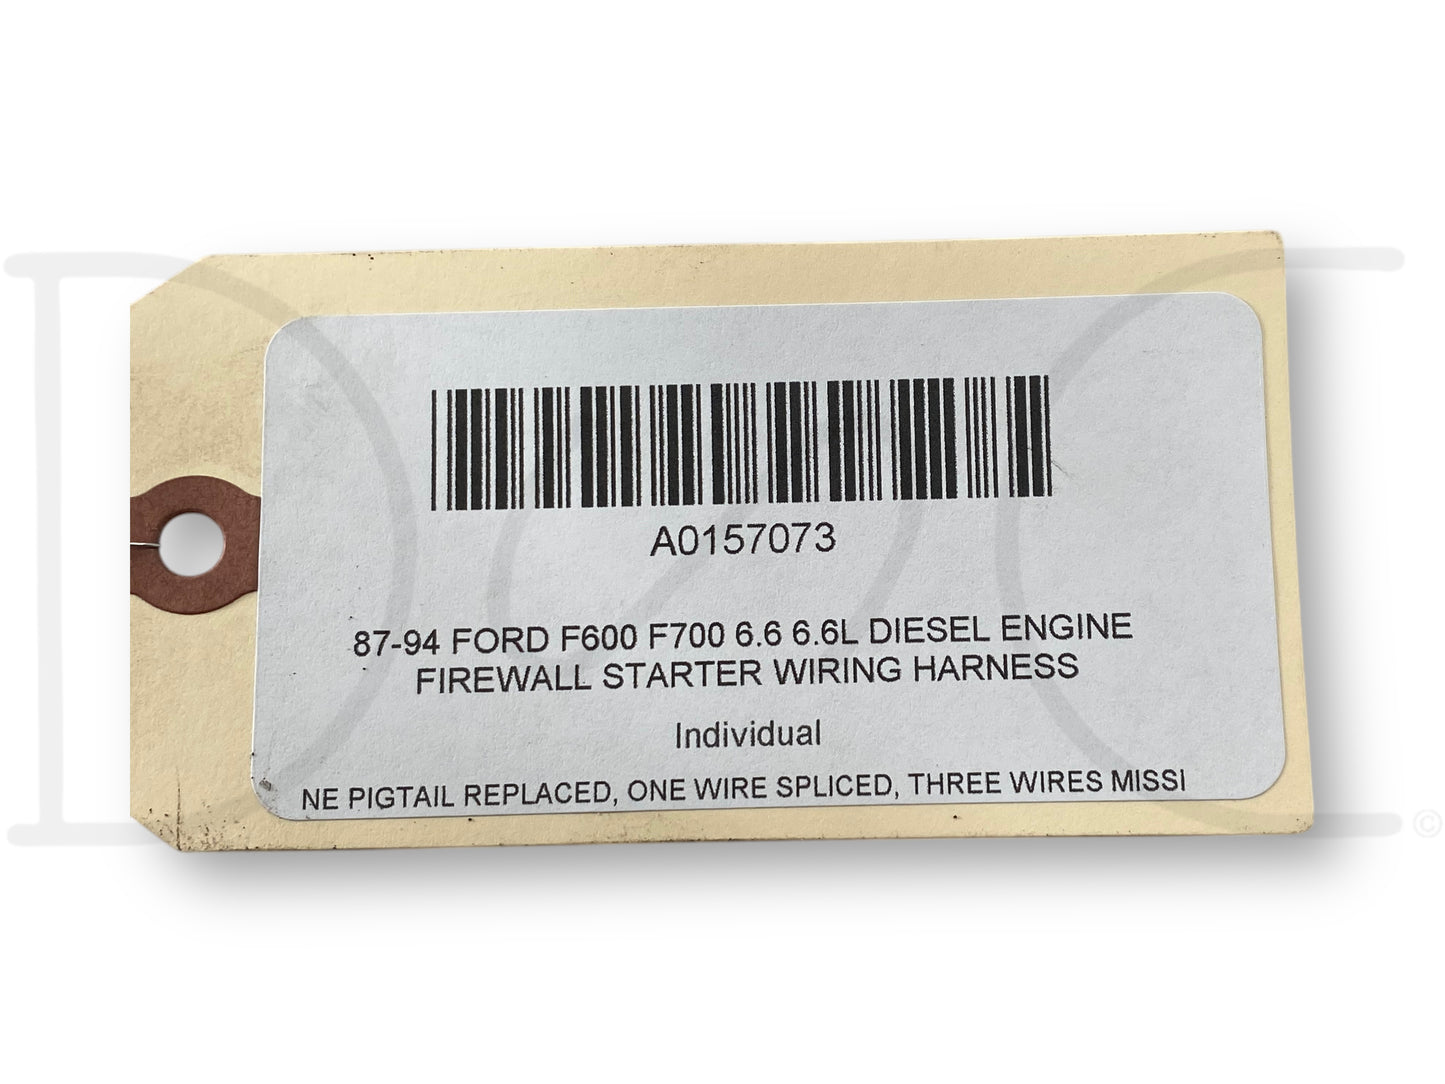 A0157073
87-94 FORD F600 F700 6.6 6.6L DIESEL ENGINE
FIREWALL STARTER WIRING HARNESS
Individual
NE PIGTAIL REPLACED, ONE WIRE SPLICED, THREE WIRES MISSI
©